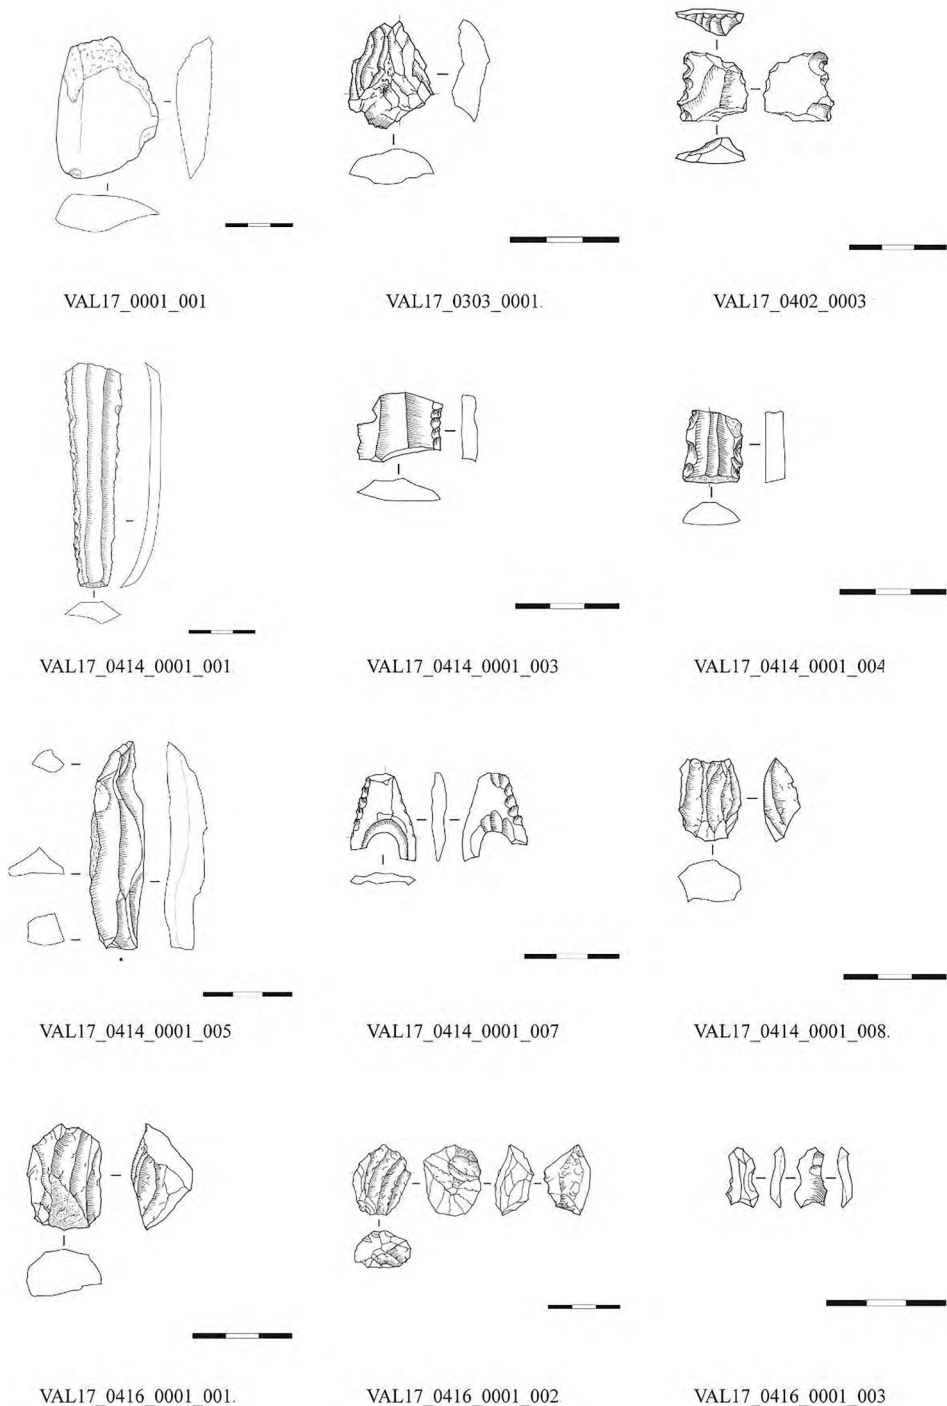 VAL17_0001_001
VAL17_0303_0001.
VAL17_0402_0003
VAL17_0414_0001_001
VAL17_0414_0001_003
VAL17_0414_0001_004
VAL17_0414_0001_005
VAL17_0414_0001_007
VAL17_0414_0001_008.
VAL17_0416_0001_001.
VAL17_0416_0001_002
VAL17_0416_0001_003